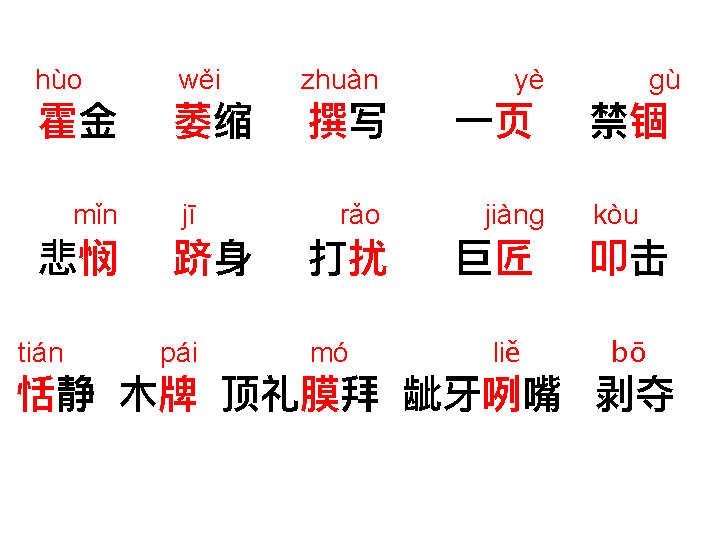 hùo wěi zhuàn yè gù
霍金 萎缩 撰写 一页 禁锢
mǐn jī rǎo jiàng kòu
悲悯 跻身 打扰 巨匠 叩击
tián pái mó liě bō
恬静 木牌 顶礼膜拜 龇牙咧嘴 剥夺